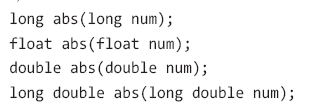 long abs(long num);
float abs(float num);
double abs(double num);
long double abs(long double num);